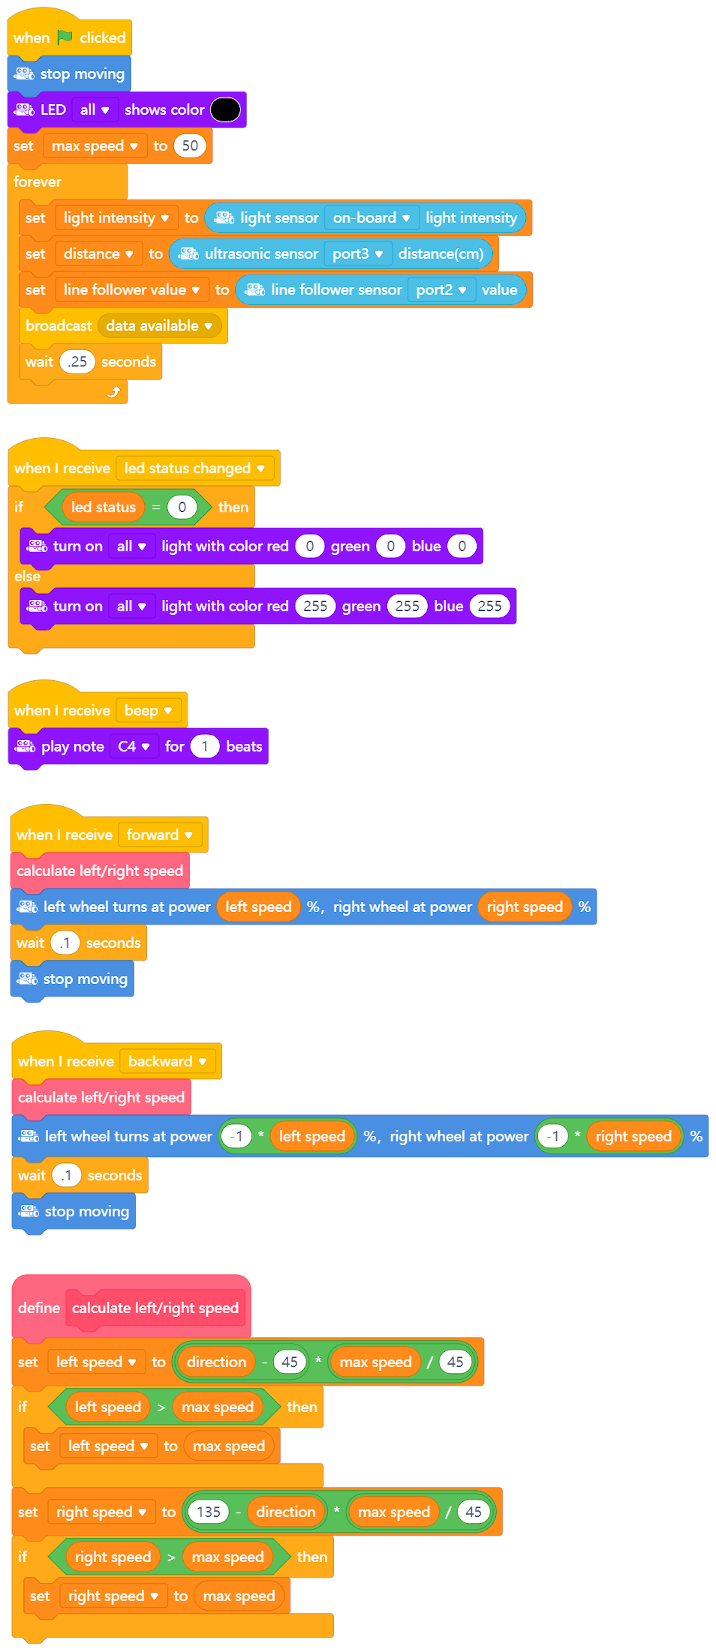 when clicked
stop moving
LED all shows color
set max speed to 50
forever
set light intensity to light sensor on-board light intensity
set distance to ultrasonic sensor port3 distance(cm)
set line follower value to line follower sensor port2 value
broadcast data available
wait .25 seconds
when I receive led status changed
if led status = 0 then
turn on all light with color red 0 green 0 blue 0
else
turn on all light with color red 255 green 255 blue 255
when I receive beep
play note C4 for 1 beats
when I receive forward
calculate left/right speed
left wheel turns at power left speed %, right wheel at power right speed %
wait .1 seconds
stop moving
when I receive backward
calculate left/right speed
left wheel turns at power -1 * left speed %, right wheel at power -1 * right speed %
wait .1 seconds
stop moving
define calculate left/right speed
set left speed to direction - 45 * max speed / 45
if left speed > max speed then
set left speed to max speed
set right speed to 135 - direction * max speed / 45
if right speed > max speed then
set right speed to max speed